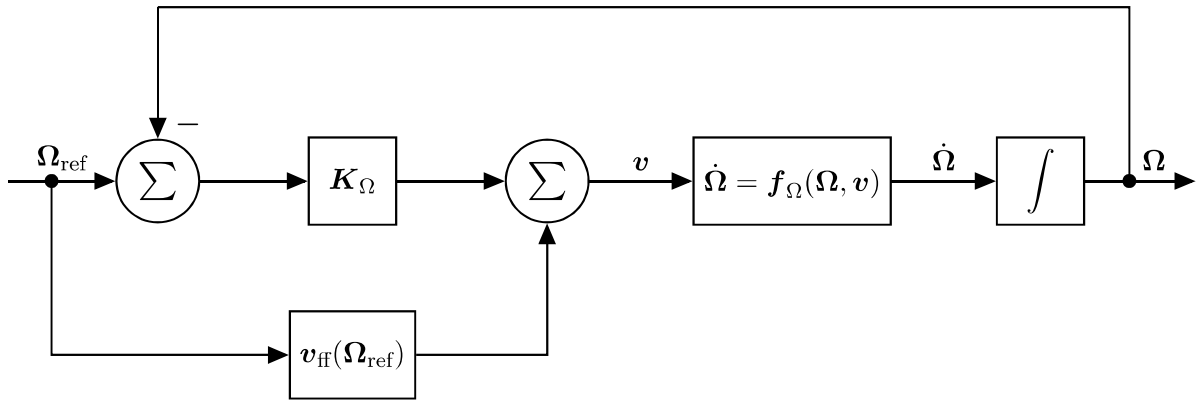 −
Ω_ref
∑
K_Ω
∑
v
Ω̇ = f_Ω(Ω, v)
Ω̇
∫
Ω
v_ff(Ω_ref)